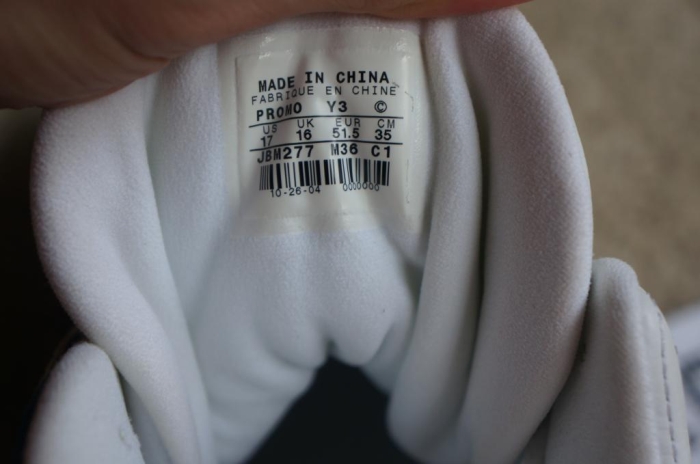 MADE IN CHINA
FABRIQUE EN CHINE
PROMO Y3 ©
US UK EUR CM
17 16 51.5 35
JBM277 M36 C1
10-26-04 0000000